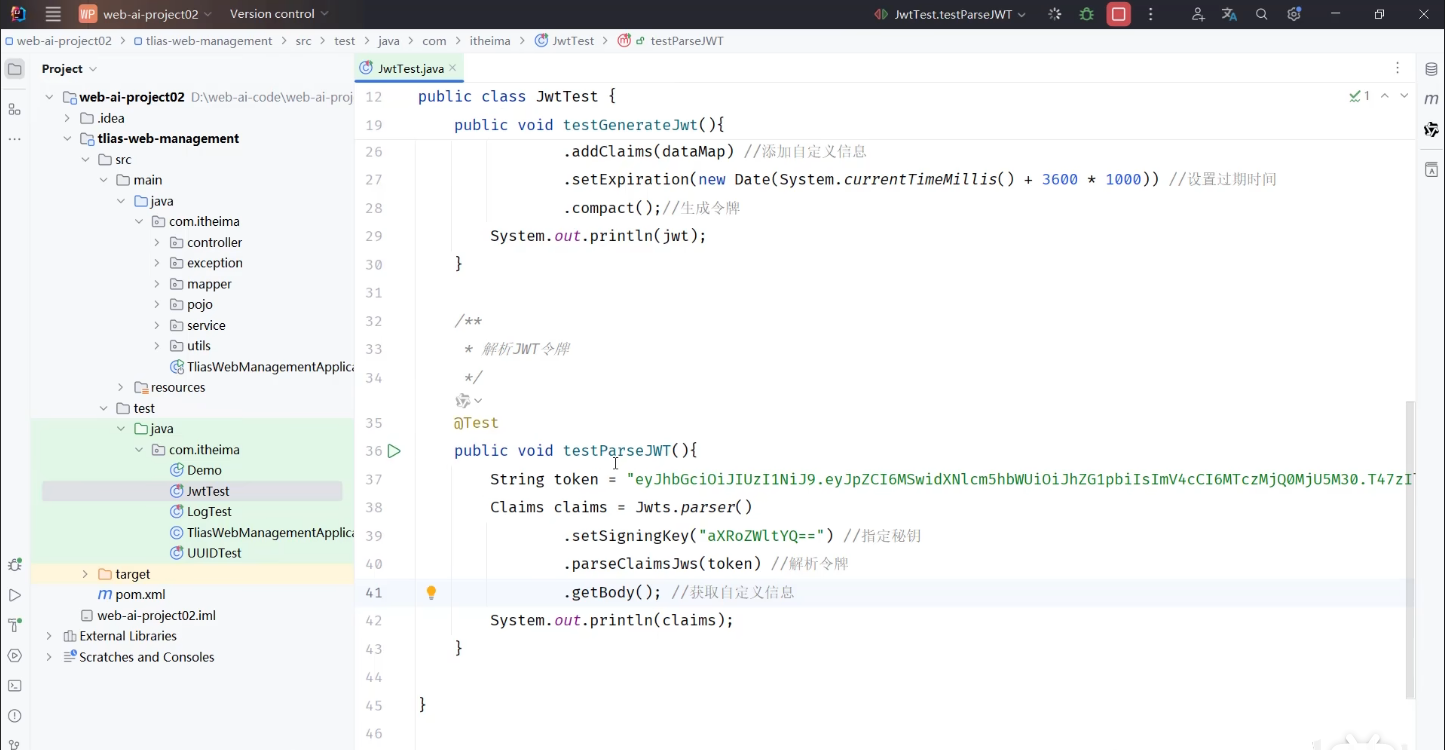 WP web-ai-project02 Version control JwtTest.testParseJWT
web-ai-project02 > tlias-web-management > src > test > java > com > itheima > JwtTest > testParseJWT
Project
JwtTest.java
web-ai-project02 D:\web-ai-code\web-ai-proj
.idea
tlias-web-management
src
main
java
com.itheima
controller
exception
mapper
pojo
service
utils
TliasWebManagementApplica
resources
test
java
com.itheima
Demo
JwtTest
LogTest
TliasWebManagementApplica
UUIDTest
target
pom.xml
web-ai-project02.iml
External Libraries
Scratches and Consoles
12 public class JwtTest {
1
19 public void testGenerateJwt(){
26 .addClaims(dataMap) //添加自定义信息
27 .setExpiration(new Date(System.currentTimeMillis() + 3600 * 1000)) //设置过期时间
28 .compact();//生成令牌
29 System.out.println(jwt);
30 }
31
32 /**
33 * 解析JWT令牌
34 */
35 @Test
36 public void testParseJWT(){
37 String token = "eyJhbGciOiJIUzI1NiJ9.eyJpZCI6MSwidXNlcm5hbWUiOiJhZG1pbiIsImV4cCI6MTczMjQ0MjU5M30.T47zI
38 Claims claims = Jwts.parser()
39 .setSigningKey("aXRoZWltYQ==") //指定秘钥
40 .parseClaimsJws(token) //解析令牌
41 .getBody(); //获取自定义信息
42 System.out.println(claims);
43 }
44
45 }
46